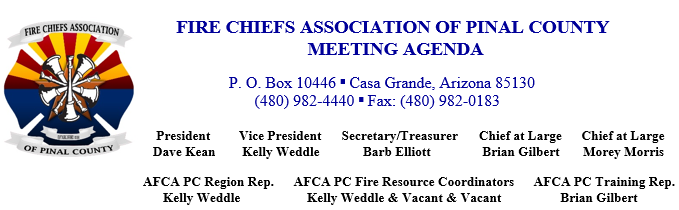 FIRE CHIEFS ASSOCIATION
OF PINAL COUNTY
FIRE CHIEFS ASSOCIATION OF PINAL COUNTY
MEETING AGENDA
P. O. Box 10446 ▪ Casa Grande, Arizona 85130
(480) 982-4440 ▪ Fax: (480) 982-0183
President Vice President Secretary/Treasurer Chief at Large Chief at Large
Dave Kean Kelly Weddle Barb Elliott Brian Gilbert Morey Morris
AFCA PC Region Rep. AFCA PC Fire Resource Coordinators AFCA PC Training Rep.
Kelly Weddle Kelly Weddle & Vacant & Vacant Brian Gilbert